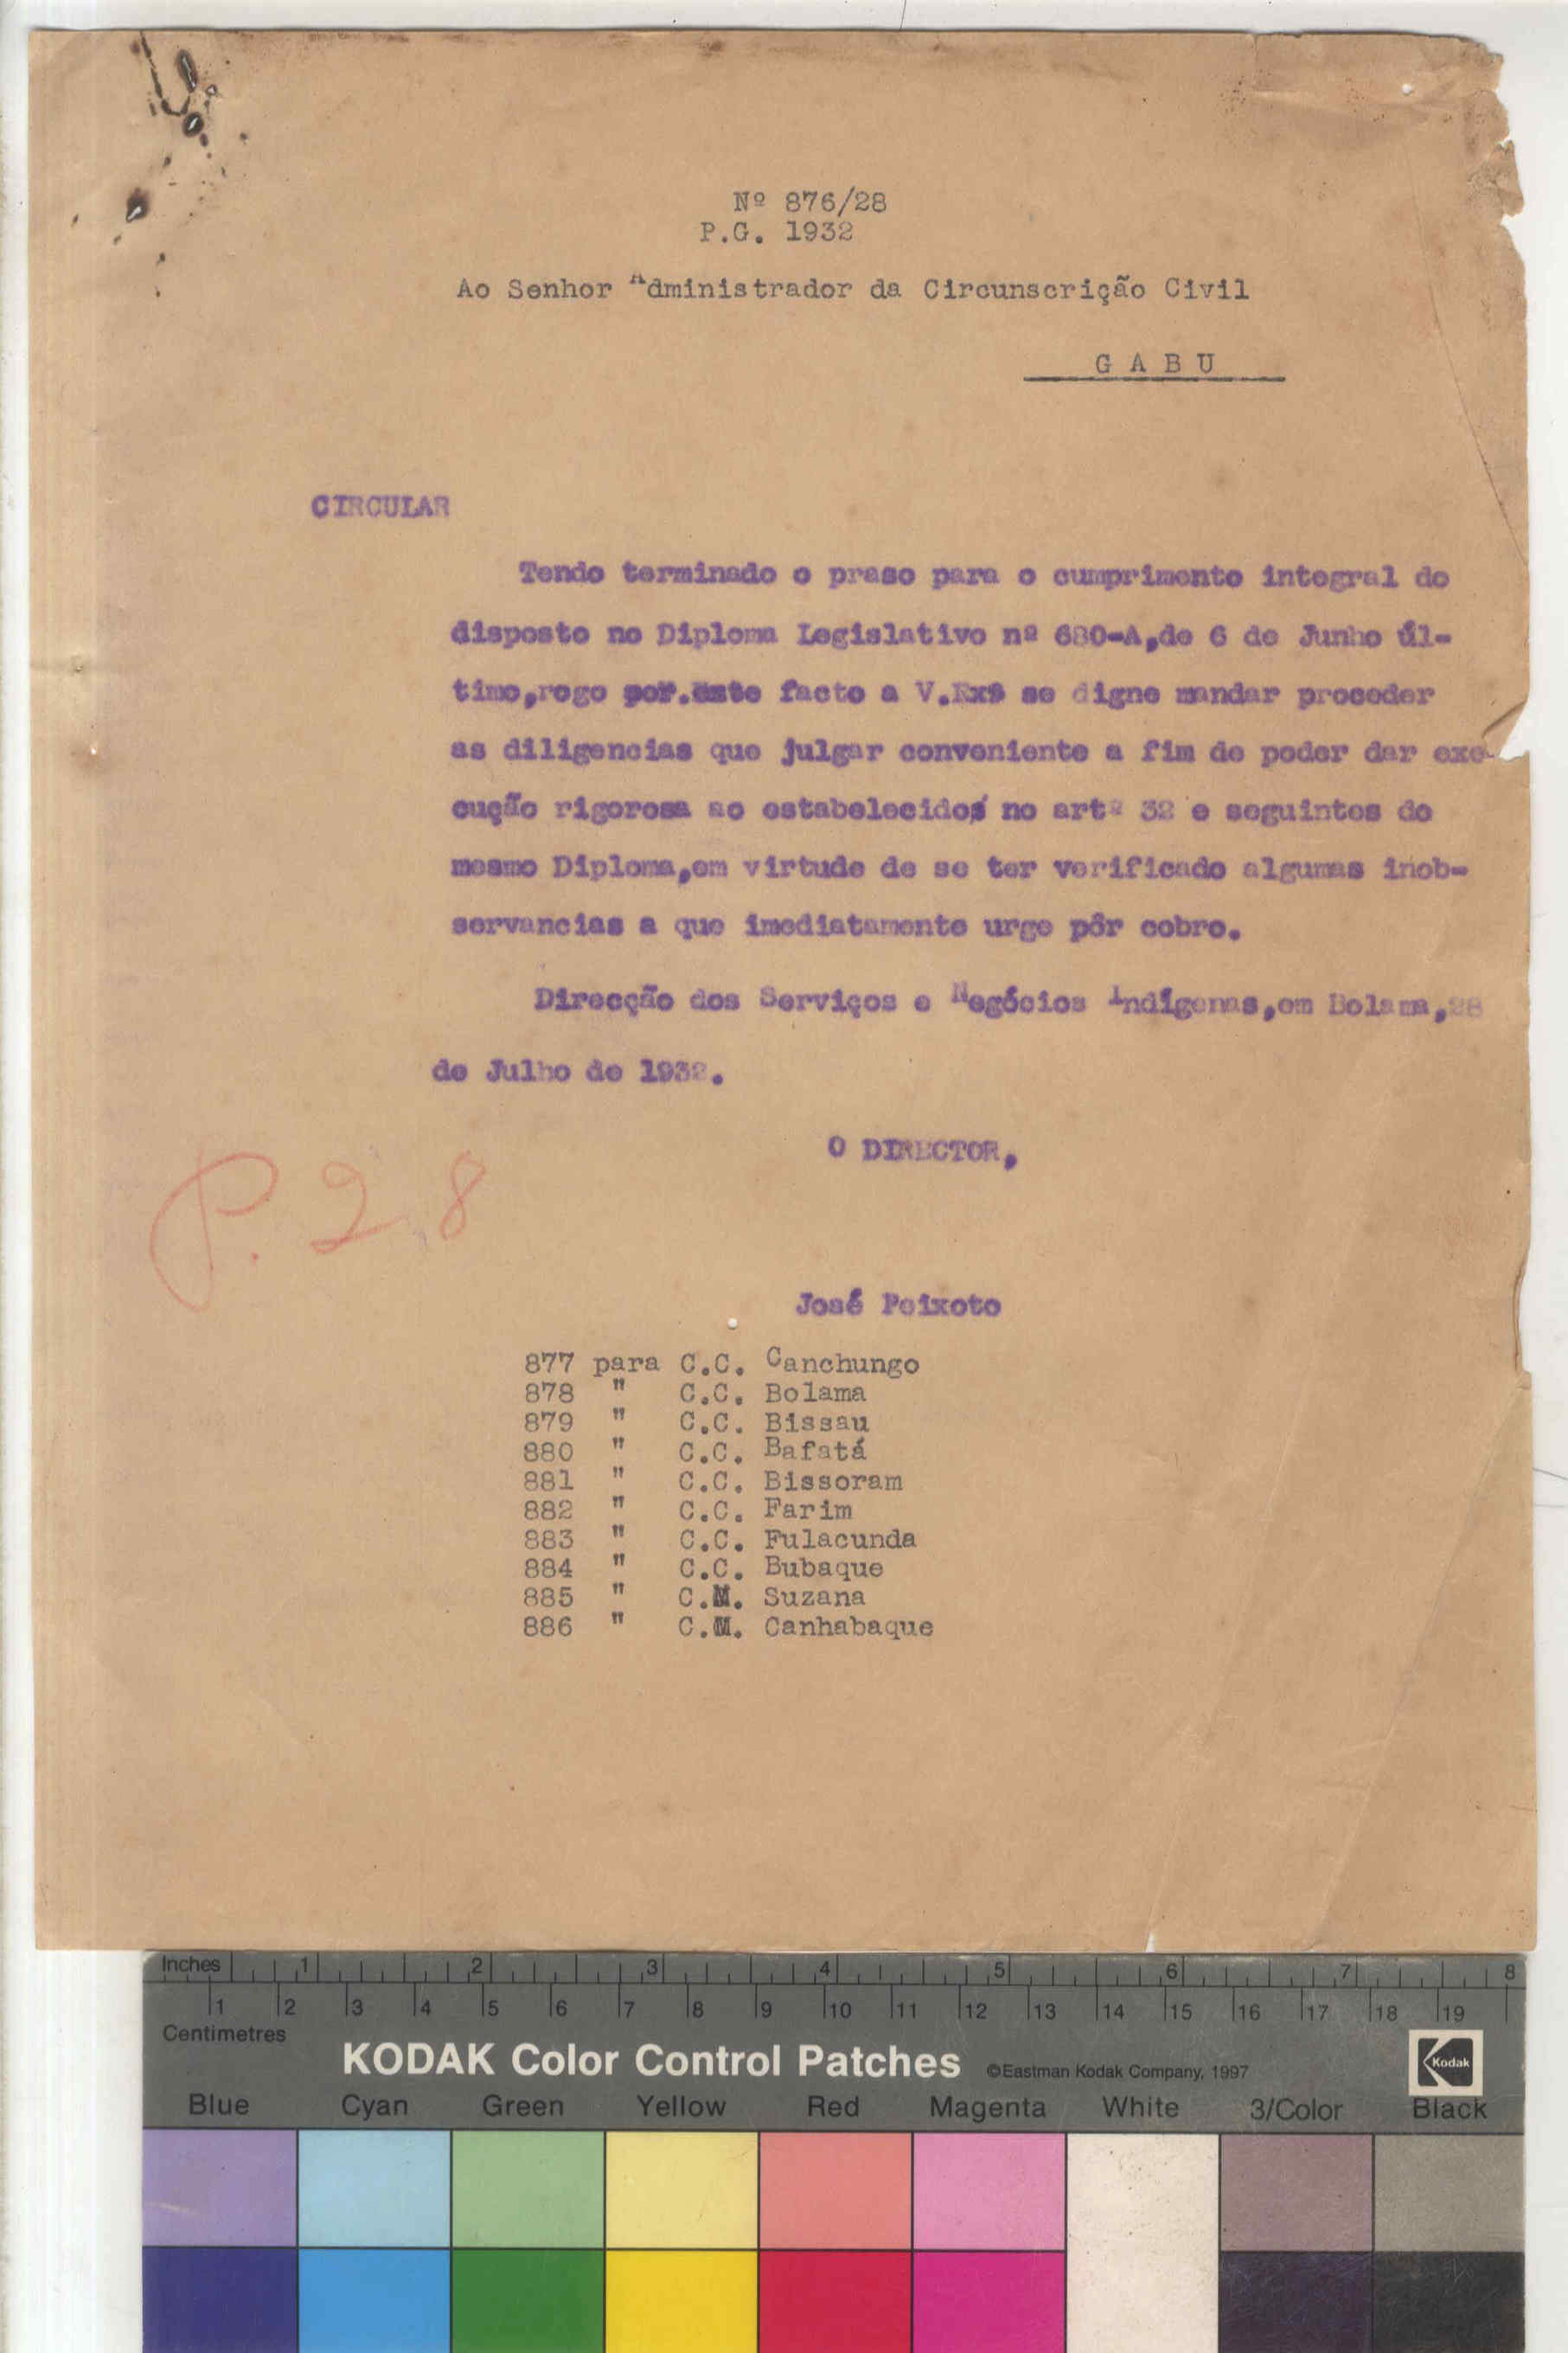 Nº 876/28
P.G. 1932
Ao Senhor Administrador da Circunscrição Civil
G A B U
CIRCULAR
Tendo terminado o praso para o cumprimento integral do
disposto no Diploma Legislativo nº 680-A,de 6 de Junho úl-
timo,rogo por.êste facto a V.Exª se digne mandar proceder
as diligencias que julgar conveniente a fim de poder dar exe-
cução rigorosa ao estabelecido no artº 32 e seguintes do
mesmo Diploma,em virtude de se ter verificado algumas inob-
servancias a que imediatamente urge pôr cobro.
Direcção dos Serviços e Negócios Indígenas,em Bolama,28
de Julho de 1932.
O DIRECTOR,
P. 28
José Peixoto
877 para C.C. Canchungo
878 " C.C. Bolama
879 " C.C. Bissau
880 " C.C. Bafatá
881 " C.C. Bissoram
882 " C.C. Farim
883 " C.C. Fulacunda
884 " C.C. Bubaque
885 " C.M. Suzana
886 " C.M. Canhabaque
Inches 1 2 3 4 5 6 7 8
1 2 3 4 5 6 7 8 9 10 11 12 13 14 15 16 17 18 19
Centimetres
KODAK Color Control Patches ©Eastman Kodak Company, 1997 Kodak
Blue Cyan Green Yellow Red Magenta White 3/Color Black